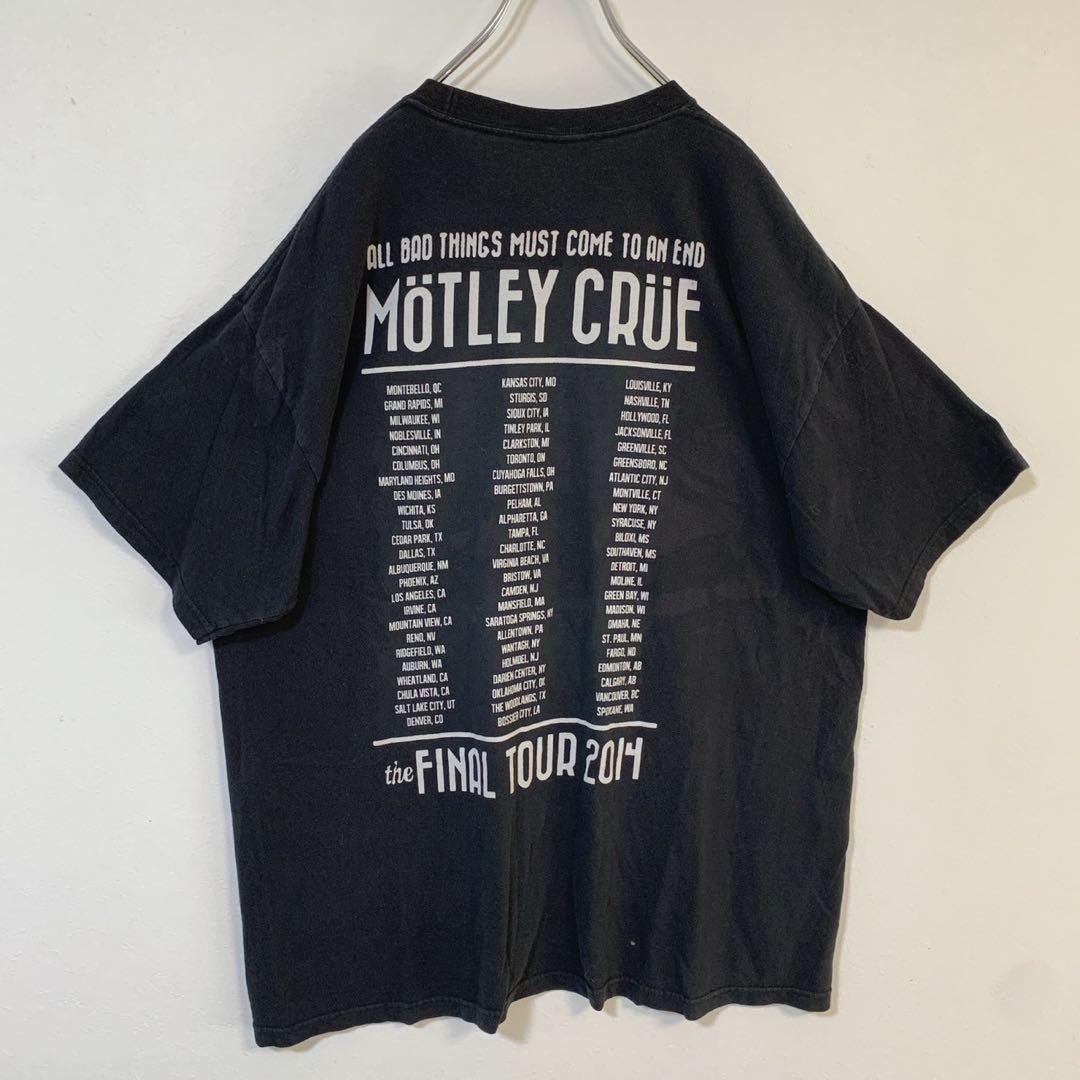 ALL BAD THINGS MUST COME TO AN END
MÖTLEY CRÜE
MONTEBELLO, QC
GRAND RAPIDS, MI
MILWAUKEE, WI
NOBLESVILLE, IN
CINCINNATI, OH
COLUMBUS, OH
MARYLAND HEIGHTS, MO
DES MOINES, IA
WICHITA, KS
TULSA, OK
CEDAR PARK, TX
DALLAS, TX
ALBUQUERQUE, NM
PHOENIX, AZ
LOS ANGELES, CA
IRVINE, CA
MOUNTAIN VIEW, CA
RENO, NV
RIDGEFIELD, WA
AUBURN, WA
WHEATLAND, CA
CHULA VISTA, CA
SALT LAKE CITY, UT
DENVER, CO
KANSAS CITY, MO
STURGIS, SD
SIOUX CITY, IA
TINLEY PARK, IL
CLARKSTON, MI
TORONTO, ON
CUYAHOGA FALLS, OH
BURGETTSTOWN, PA
PELHAM, AL
ALPHARETTA, GA
TAMPA, FL
CHARLOTTE, NC
VIRGINIA BEACH, VA
BRISTOW, VA
CAMDEN, NJ
MANSFIELD, MA
SARATOGA SPRINGS, NY
ALLENTOWN, PA
WANTAGH, NY
HOLMDEL, NJ
DARIEN CENTER, NY
OKLAHOMA CITY, OK
THE WOODLANDS, TX
BOSSIER CITY, LA
LOUISVILLE, KY
NASHVILLE, TN
HOLLYWOOD, FL
JACKSONVILLE, FL
GREENVILLE, SC
GREENSBORO, NC
ATLANTIC CITY, NJ
MONTVILLE, CT
NEW YORK, NY
SYRACUSE, NY
BILOXI, MS
SOUTHAVEN, MS
DETROIT, MI
MOLINE, IL
GREEN BAY, WI
MADISON, WI
OMAHA, NE
ST. PAUL, MN
FARGO, ND
EDMONTON, AB
CALGARY, AB
VANCOUVER, BC
SPOKANE, WA
the FINAL TOUR 2014